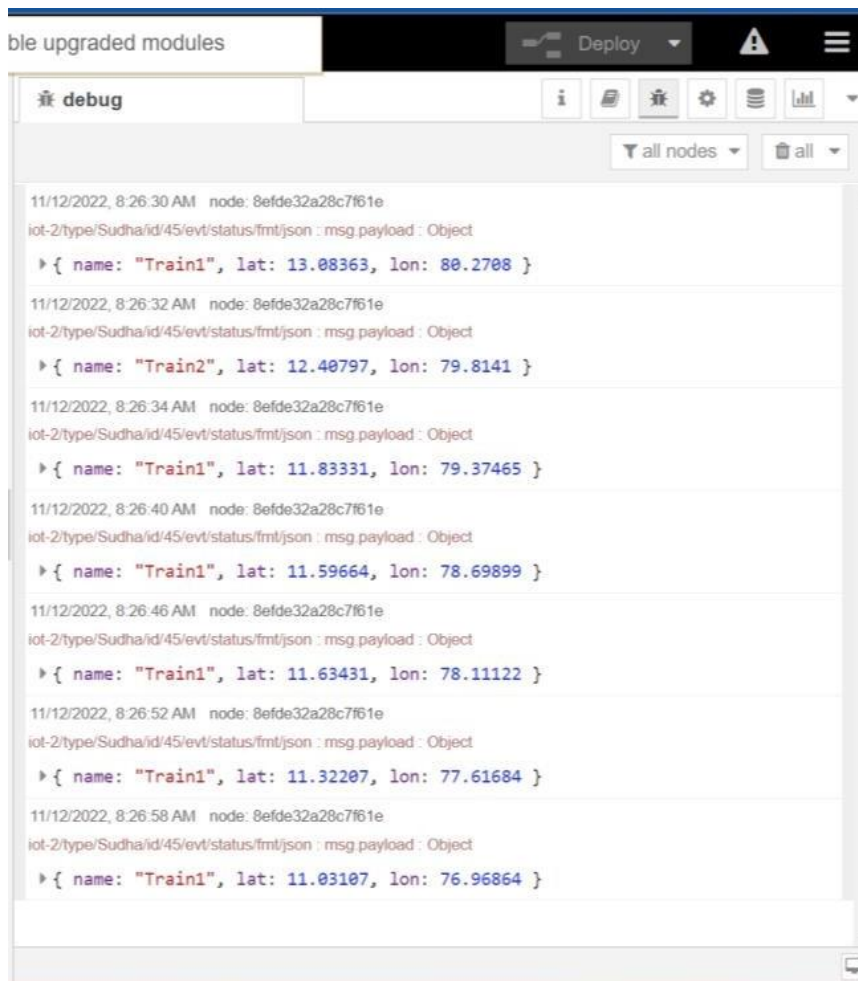 ble upgraded modules
Deploy
debug
i
all nodes
all
11/12/2022, 8:26:30 AM node: 8efde32a28c7f61e
iot-2/type/Sudha/id/45/evt/status/fmt/json : msg.payload : Object
{ name: "Train1", lat: 13.08363, lon: 80.2708 }
11/12/2022, 8:26:32 AM node: 8efde32a28c7f61e
iot-2/type/Sudha/id/45/evt/status/fmt/json : msg.payload : Object
{ name: "Train2", lat: 12.40797, lon: 79.8141 }
11/12/2022, 8:26:34 AM node: 8efde32a28c7f61e
iot-2/type/Sudha/id/45/evt/status/fmt/json : msg.payload : Object
{ name: "Train1", lat: 11.83331, lon: 79.37465 }
11/12/2022, 8:26:40 AM node: 8efde32a28c7f61e
iot-2/type/Sudha/id/45/evt/status/fmt/json : msg.payload : Object
{ name: "Train1", lat: 11.59664, lon: 78.69899 }
11/12/2022, 8:26:46 AM node: 8efde32a28c7f61e
iot-2/type/Sudha/id/45/evt/status/fmt/json : msg.payload : Object
{ name: "Train1", lat: 11.63431, lon: 78.11122 }
11/12/2022, 8:26:52 AM node: 8efde32a28c7f61e
iot-2/type/Sudha/id/45/evt/status/fmt/json : msg.payload : Object
{ name: "Train1", lat: 11.32207, lon: 77.61684 }
11/12/2022, 8:26:58 AM node: 8efde32a28c7f61e
iot-2/type/Sudha/id/45/evt/status/fmt/json : msg.payload : Object
{ name: "Train1", lat: 11.03107, lon: 76.96864 }